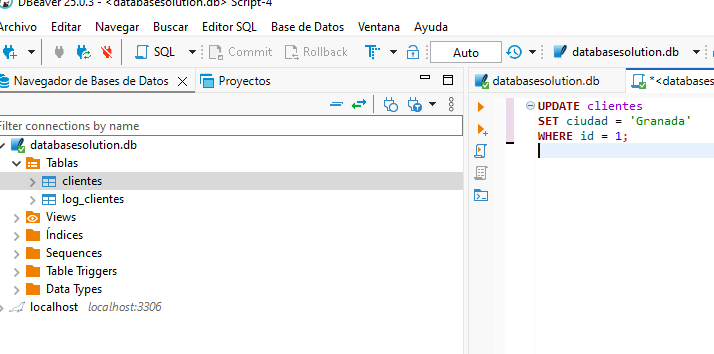 DBeaver 25.0.3 - <databasesolution.db> Script-4
Archivo Editar Navegar Buscar Editor SQL Base de Datos Ventana Ayuda
SQL Commit Rollback T Auto databasesolution.db
Navegador de Bases de Datos Proyectos
databasesolution.db *<databases
Filter connections by name
databasesolution.db
Tablas
clientes
log_clientes
Views
Índices
Sequences
Table Triggers
Data Types
localhost localhost:3306
UPDATE clientes
SET ciudad = 'Granada'
WHERE id = 1;